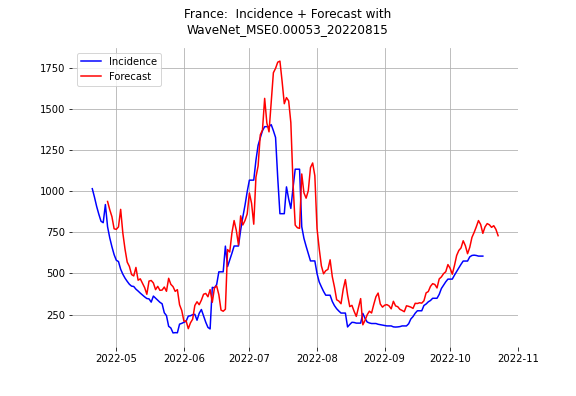 France:  Incidence + Forecast with
WaveNet_MSE0.00053_20220815
Incidence
Forecast
1750
1500
1250
1000
750
500
250
2022-05 2022-06 2022-07 2022-08 2022-09 2022-10 2022-11